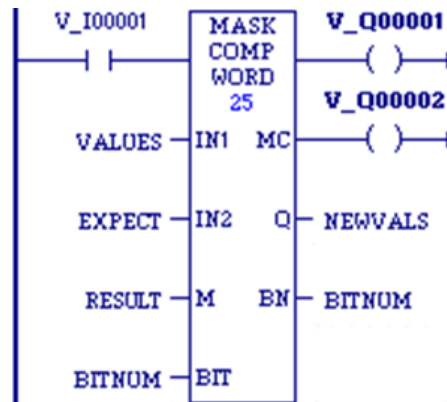 V_I00001 MASK V_Q00001
COMP
WORD
25 V_Q00002
VALUES IN1 MC
EXPECT IN2 Q NEWVALS
RESULT M BN BITNUM
BITNUM BIT